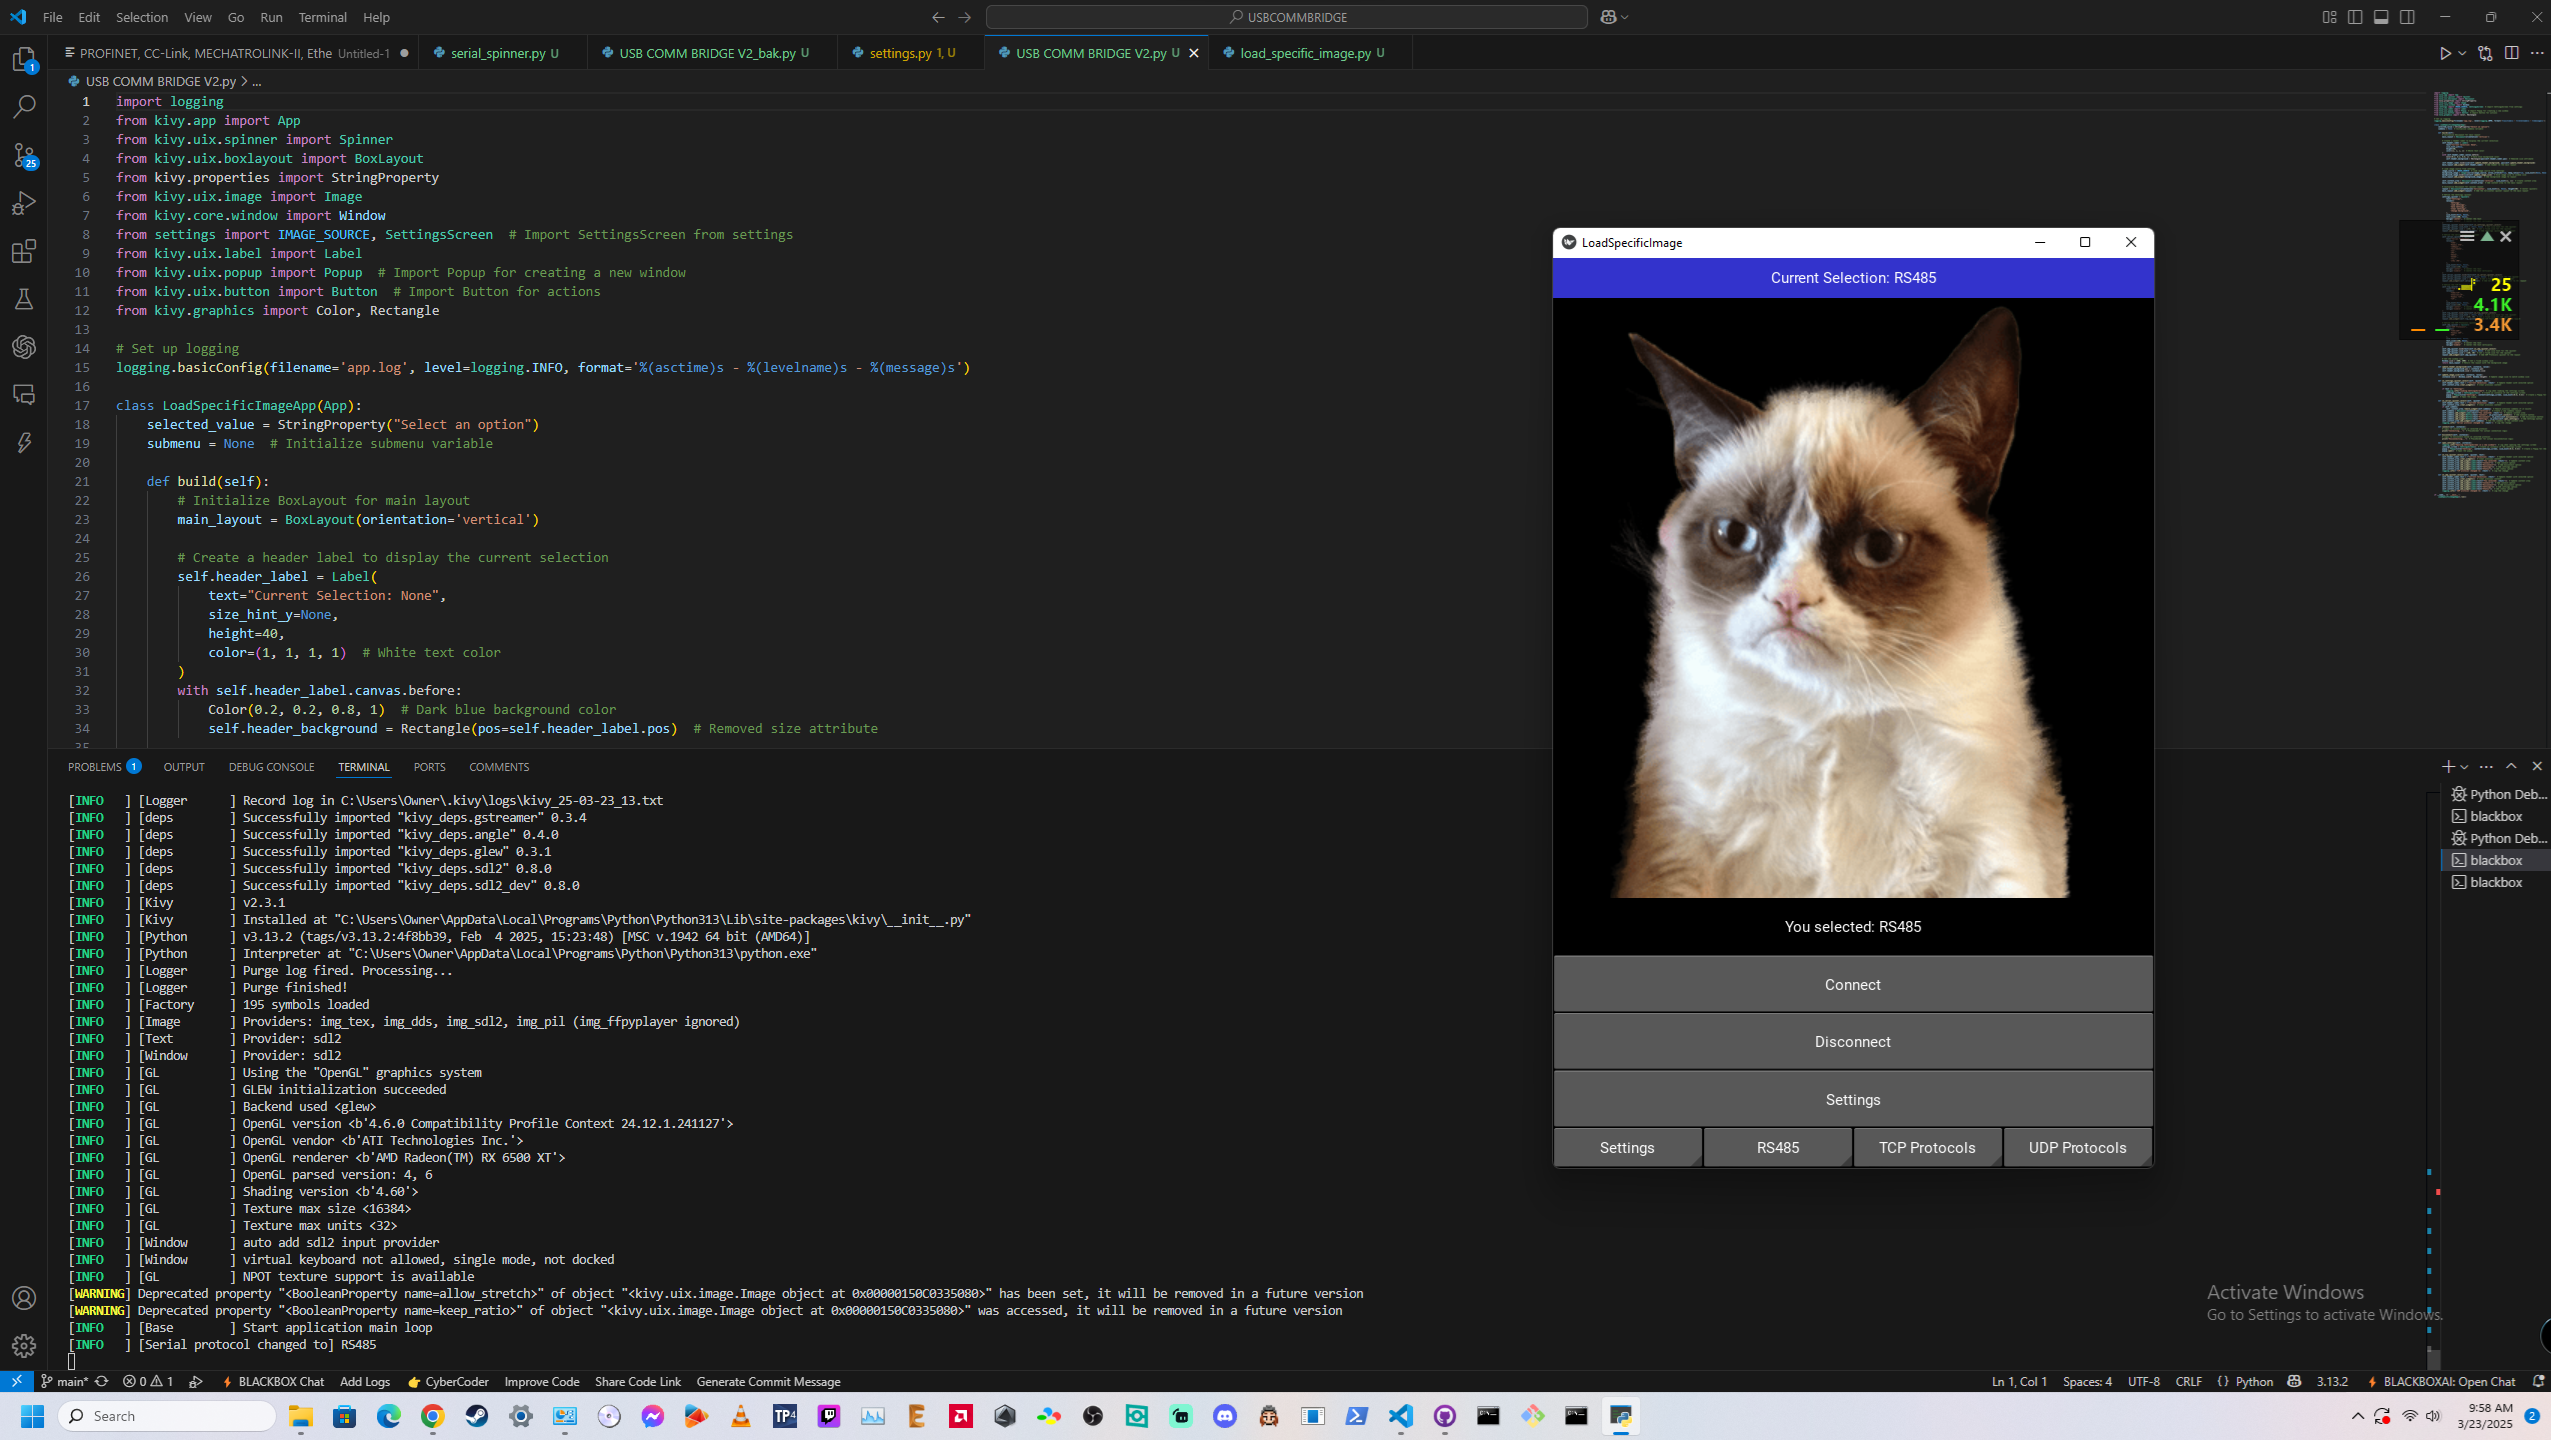 File Edit Selection View Go Run Terminal Help
USBCOMMBRIDGE
PROFINET, CC-Link, MECHATROLINK-II, Ethe Untitled-1
serial_spinner.py U
USB COMM BRIDGE V2_bak.py U
settings.py 1, U
USB COMM BRIDGE V2.py U
load_specific_image.py U
USB COMM BRIDGE V2.py > ...
1 import logging
2 from kivy.app import App
3 from kivy.uix.spinner import Spinner
4 from kivy.uix.boxlayout import BoxLayout
5 from kivy.properties import StringProperty
6 from kivy.uix.image import Image
7 from kivy.core.window import Window
8 from settings import IMAGE_SOURCE, SettingsScreen  # Import SettingsScreen from settings
9 from kivy.uix.label import Label
10 from kivy.uix.popup import Popup  # Import Popup for creating a new window
11 from kivy.uix.button import Button  # Import Button for actions
12 from kivy.graphics import Color, Rectangle
13
14 # Set up logging
15 logging.basicConfig(filename='app.log', level=logging.INFO, format='%(asctime)s - %(levelname)s - %(message)s')
16
17 class LoadSpecificImageApp(App):
18     selected_value = StringProperty("Select an option")
19     submenu = None  # Initialize submenu variable
20
21     def build(self):
22         # Initialize BoxLayout for main layout
23         main_layout = BoxLayout(orientation='vertical')
24
25         # Create a header label to display the current selection
26         self.header_label = Label(
27             text="Current Selection: None",
28             size_hint_y=None,
29             height=40,
30             color=(1, 1, 1, 1)  # White text color
31         )
32         with self.header_label.canvas.before:
33             Color(0.2, 0.2, 0.8, 1)  # Dark blue background color
34             self.header_background = Rectangle(pos=self.header_label.pos)  # Removed size attribute
35
1
25
25
4.1K
3.4K
LoadSpecificImage
Current Selection: RS485
You selected: RS485
Connect
Disconnect
Settings
Settings RS485 TCP Protocols UDP Protocols
PROBLEMS 1 OUTPUT DEBUG CONSOLE TERMINAL PORTS COMMENTS
[INFO   ] [Logger      ] Record log in C:\Users\Owner\.kivy\logs\kivy_25-03-23_13.txt
[INFO   ] [deps        ] Successfully imported "kivy_deps.gstreamer" 0.3.4
[INFO   ] [deps        ] Successfully imported "kivy_deps.angle" 0.4.0
[INFO   ] [deps        ] Successfully imported "kivy_deps.glew" 0.3.1
[INFO   ] [deps        ] Successfully imported "kivy_deps.sdl2" 0.8.0
[INFO   ] [deps        ] Successfully imported "kivy_deps.sdl2_dev" 0.8.0
[INFO   ] [Kivy        ] v2.3.1
[INFO   ] [Kivy        ] Installed at "C:\Users\Owner\AppData\Local\Programs\Python\Python313\Lib\site-packages\kivy\__init__.py"
[INFO   ] [Python      ] v3.13.2 (tags/v3.13.2:4f8bb39, Feb  4 2025, 15:23:48) [MSC v.1942 64 bit (AMD64)]
[INFO   ] [Python      ] Interpreter at "C:\Users\Owner\AppData\Local\Programs\Python\Python313\python.exe"
[INFO   ] [Logger      ] Purge log fired. Processing...
[INFO   ] [Logger      ] Purge finished!
[INFO   ] [Factory     ] 195 symbols loaded
[INFO   ] [Image       ] Providers: img_tex, img_dds, img_sdl2, img_pil (img_ffpyplayer ignored)
[INFO   ] [Text        ] Provider: sdl2
[INFO   ] [Window      ] Provider: sdl2
[INFO   ] [GL          ] Using the "OpenGL" graphics system
[INFO   ] [GL          ] GLEW initialization succeeded
[INFO   ] [GL          ] Backend used <glew>
[INFO   ] [GL          ] OpenGL version <b'4.6.0 Compatibility Profile Context 24.12.1.241127'>
[INFO   ] [GL          ] OpenGL vendor <b'ATI Technologies Inc.'>
[INFO   ] [GL          ] OpenGL renderer <b'AMD Radeon(TM) RX 6500 XT'>
[INFO   ] [GL          ] OpenGL parsed version: 4, 6
[INFO   ] [GL          ] Shading version <b'4.60'>
[INFO   ] [GL          ] Texture max size <16384>
[INFO   ] [GL          ] Texture max units <32>
[INFO   ] [Window      ] auto add sdl2 input provider
[INFO   ] [Window      ] virtual keyboard not allowed, single mode, not docked
[INFO   ] [GL          ] NPOT texture support is available
[WARNING] Deprecated property "<BooleanProperty name=allow_stretch>" of object "<kivy.uix.image.Image object at 0x00000150C0335080>" has been set, it will be removed in a future version
[WARNING] Deprecated property "<BooleanProperty name=keep_ratio>" of object "<kivy.uix.image.Image object at 0x00000150C0335080>" was accessed, it will be removed in a future version
[INFO   ] [Base        ] Start application main loop
[INFO   ] [Serial protocol changed to] RS485
Python Deb...
blackbox
Python Deb...
blackbox
blackbox
Activate Windows
Go to Settings to activate Windows.
main* 0 1 BLACKBOX Chat Add Logs CyberCoder Improve Code Share Code Link Generate Commit Message
Ln 1, Col 1 Spaces: 4 UTF-8 CRLF {} Python 3.13.2 BLACKBOXAI: Open Chat
Search
TP4
9:58 AM
3/23/2025
2